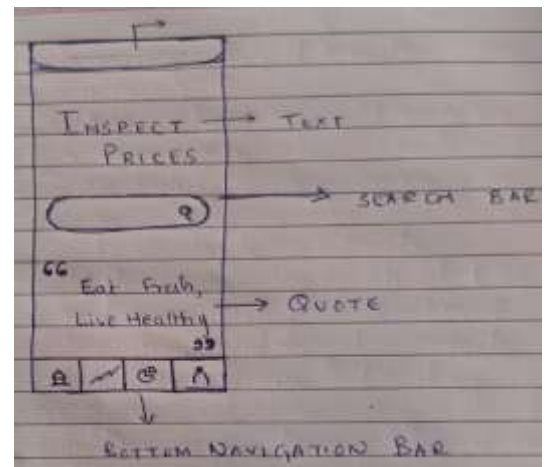 INSPECT → TEXT
PRICES
→ SEARCH BAR
“ Eat Fresh,
Live Healthy ”
→ QUOTE
BOTTOM NAVIGATION BAR